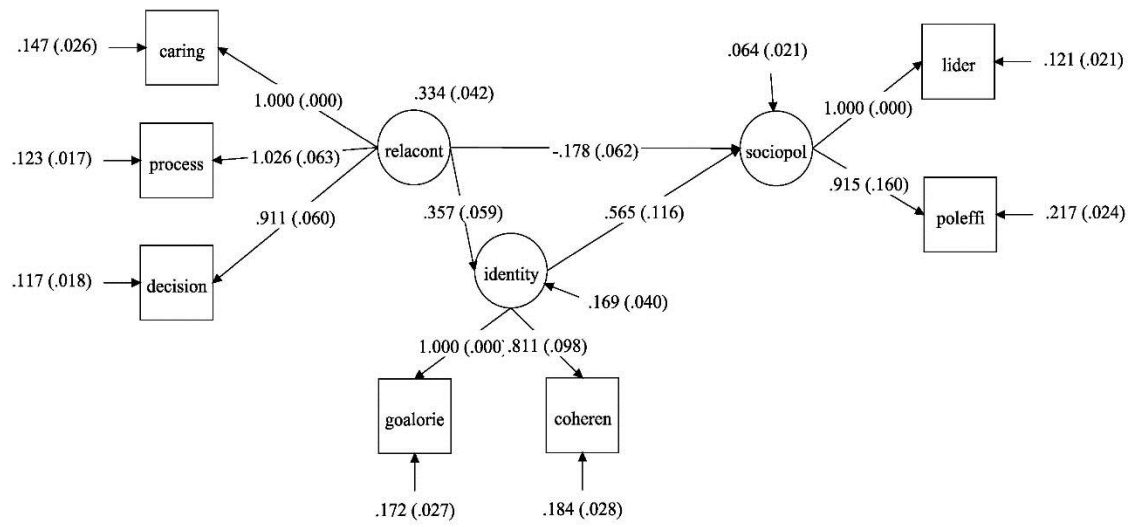 .147 (.026)
caring
1.000 (.000)
.123 (.017)
process
1.026 (.063)
.117 (.018)
decision
.911 (.060)
.334 (.042)
relacont
-.178 (.062)
.357 (.059)
identity
.169 (.040)
.565 (.116)
.064 (.021)
sociopol
1.000 (.000)
lider
.121 (.021)
.915 (.160)
poleffi
.217 (.024)
1.000 (.000)
.811 (.098)
goalorie
coheren
.172 (.027)
.184 (.028)